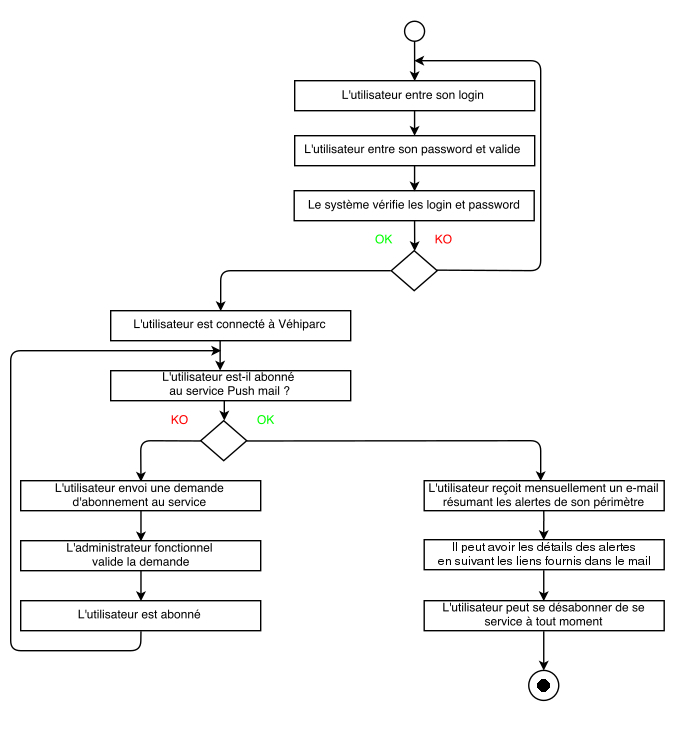 L'utilisateur entre son login
L'utilisateur entre son password et valide
Le système vérifie les login et password
OK
KO
L'utilisateur est connecté à Véhiparc
L'utilisateur est-il abonné
au service Push mail ?
KO
OK
L'utilisateur envoi une demande
d'abonnement au service
L'administrateur fonctionnel
valide la demande
L'utilisateur est abonné
L'utilisateur reçoit mensuellement un e-mail
résumant les alertes de son périmètre
Il peut avoir les détails des alertes
en suivant les liens fournis dans le mail
L'utilisateur peut se désabonner de se
service à tout moment